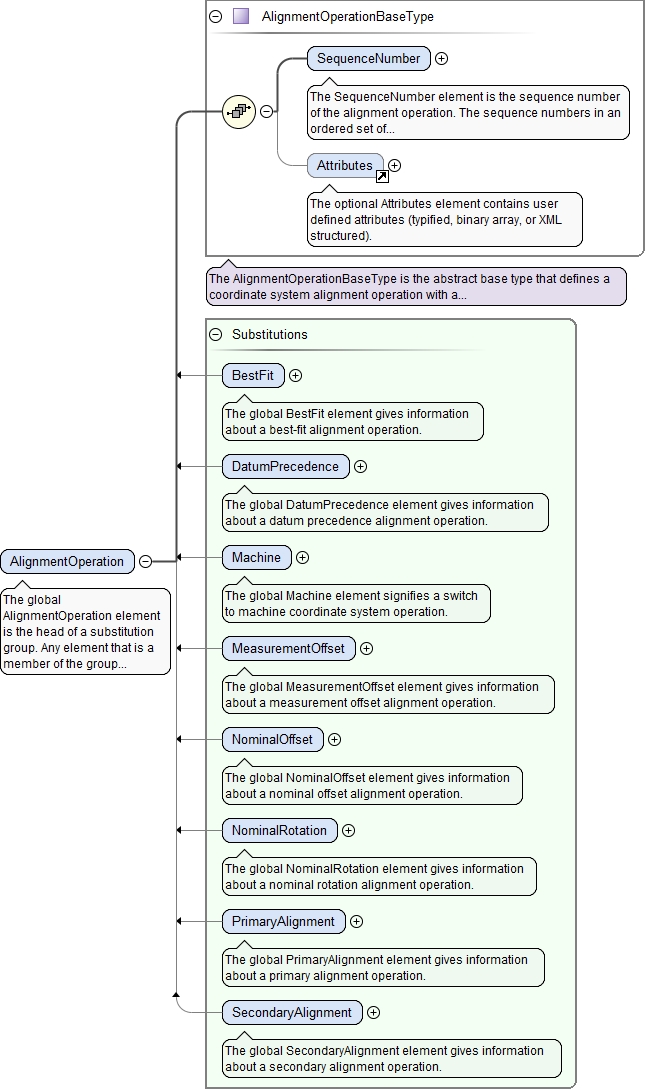 AlignmentOperationBaseType
SequenceNumber
The SequenceNumber element is the sequence number
of the alignment operation. The sequence numbers in an
ordered set of...
Attributes
The optional Attributes element contains user
defined attributes (typified, binary array, or XML
structured).
The AlignmentOperationBaseType is the abstract base type that defines a
coordinate system alignment operation with a...
Substitutions
BestFit
The global BestFit element gives information
about a best-fit alignment operation.
DatumPrecedence
The global DatumPrecedence element gives information
about a datum precedence alignment operation.
AlignmentOperation
The global
AlignmentOperation element
is the head of a substitution
group. Any element that is a
member of the group...
Machine
The global Machine element signifies a switch
to machine coordinate system operation.
MeasurementOffset
The global MeasurementOffset element gives information
about a measurement offset alignment operation.
NominalOffset
The global NominalOffset element gives information
about a nominal offset alignment operation.
NominalRotation
The global NominalRotation element gives information
about a nominal rotation alignment operation.
PrimaryAlignment
The global PrimaryAlignment element gives information
about a primary alignment operation.
SecondaryAlignment
The global SecondaryAlignment element gives information
about a secondary alignment operation.